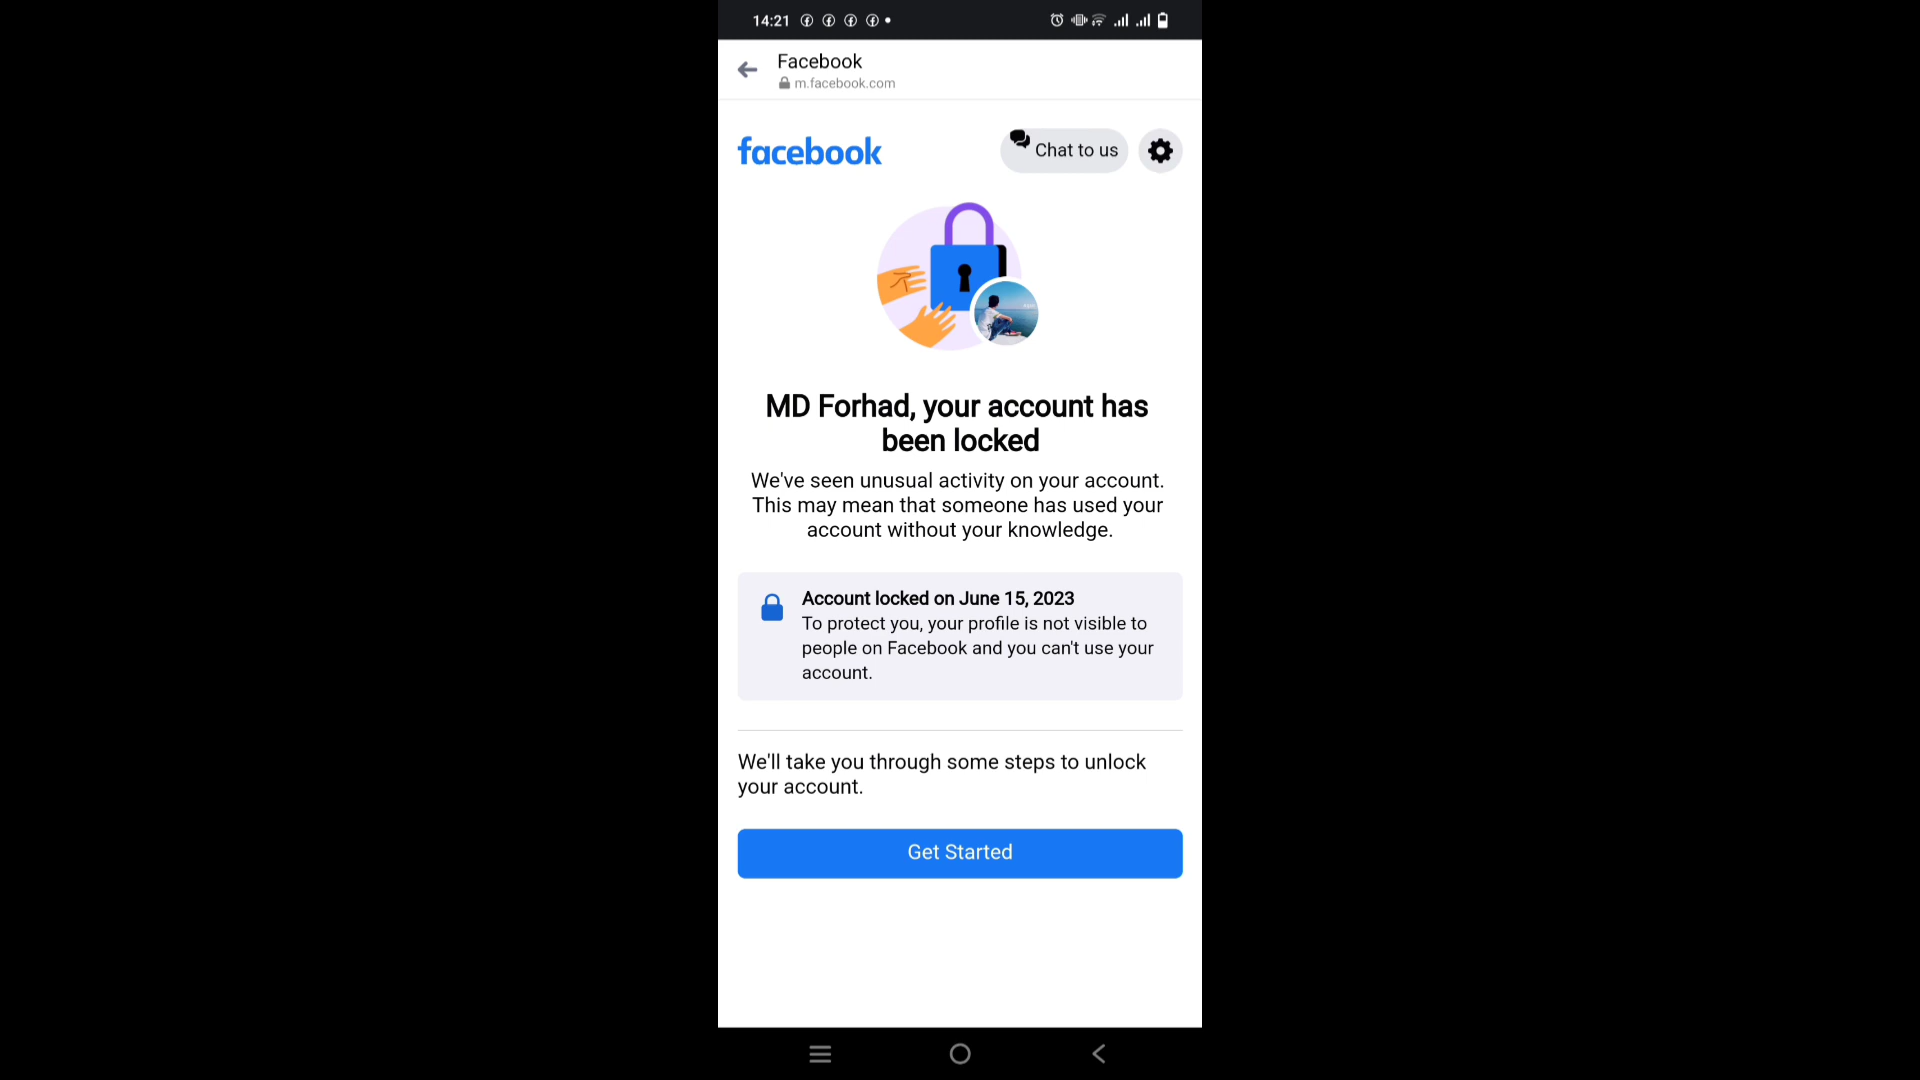 14:21
Facebook
m.facebook.com
facebook
Chat to us
MD Forhad, your account has
been locked
We've seen unusual activity on your account.
This may mean that someone has used your
account without your knowledge.
Account locked on June 15, 2023
To protect you, your profile is not visible to
people on Facebook and you can't use your
account.
We'll take you through some steps to unlock
your account.
Get Started